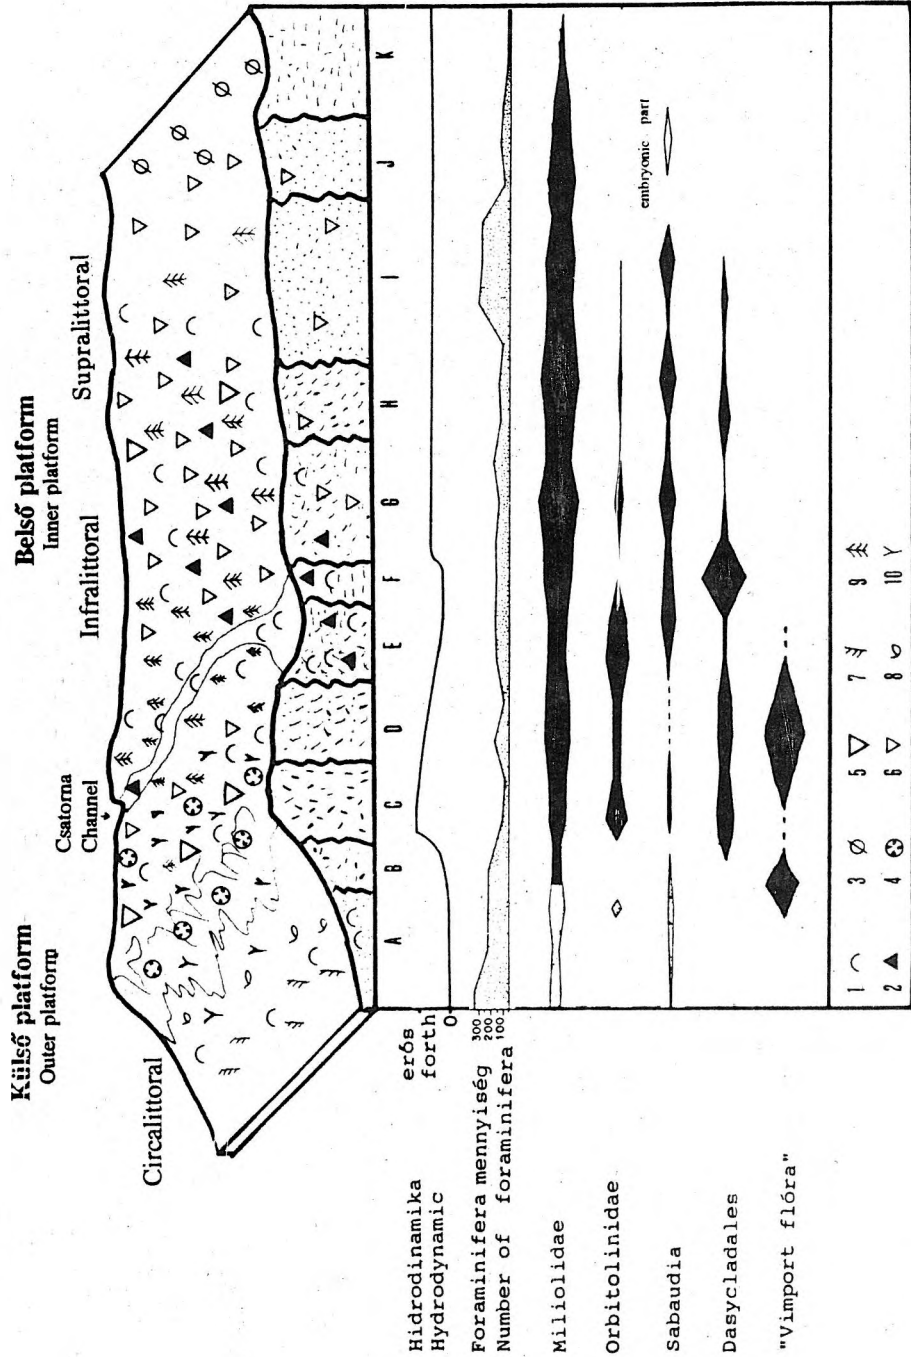 Külső platform
Outer platform
Belső platform
Inner platform
Circalittoral
Csatorna
Channel
Infralittoral
Supralittoral
A B C D E F G H I J K
Hidrodinamika
Hydrodynamic
erős
forth
0
Foraminifera mennyiség
Number of foraminifera
300
200
100
Miliolidae
Orbitolinidae
Sabaudia
embryonic part
Dasycladales
"Vimport flóra"
1 3 5 7 9
2 4 6 8 10